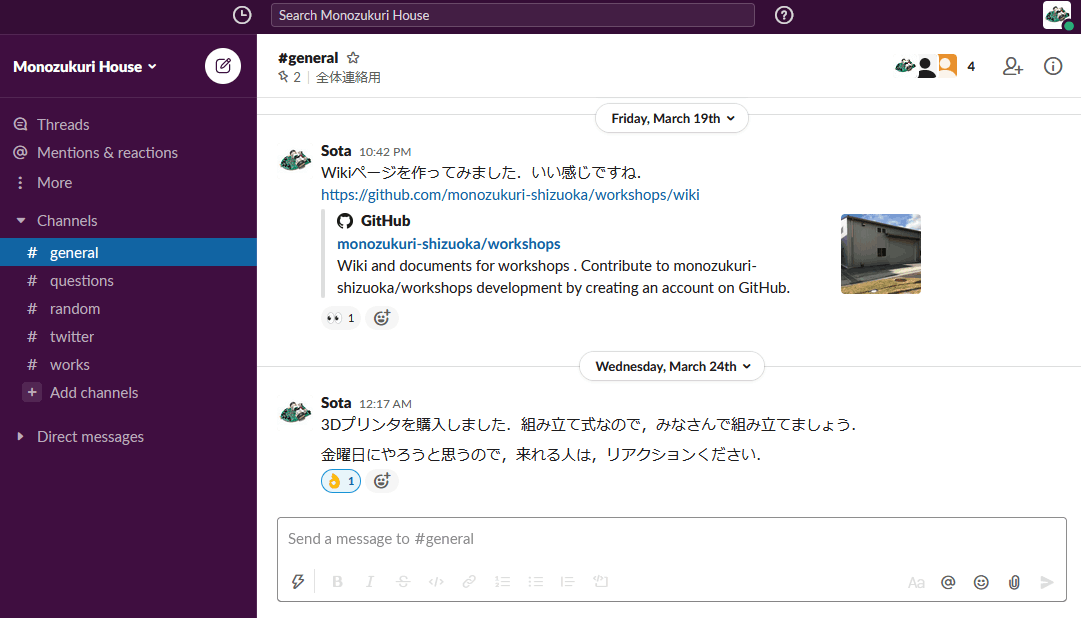 Search Monozukuri House
Monozukuri House
#general
2 全体連絡用
4
Threads
Mentions & reactions
More
Channels
# general
# questions
# random
# twitter
# works
+ Add channels
Direct messages
Friday, March 19th
Sota 10:42 PM
Wikiページを作ってみました．いい感じですね．
https://github.com/monozukuri-shizuoka/workshops/wiki
GitHub
monozukuri-shizuoka/workshops
Wiki and documents for workshops . Contribute to monozukuri-
shizuoka/workshops development by creating an account on GitHub.
👀 1
Wednesday, March 24th
Sota 12:17 AM
3Dプリンタを購入しました．組み立て式なので，みなさんで組み立てましょう．
金曜日にやろうと思うので，来れる人は，リアクションください．
👌 1
Send a message to #general
B I S </>
Aa @